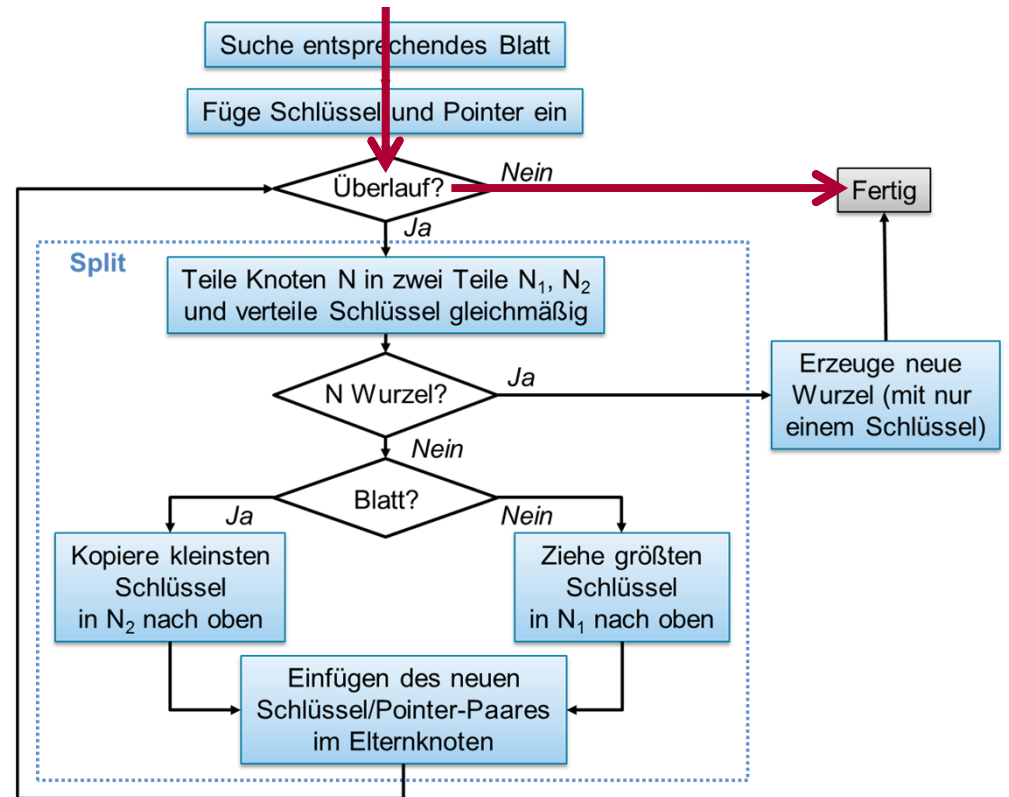 Suche entsprechendes Blatt
Füge Schlüssel und Pointer ein
Überlauf?
Nein
Fertig
Ja
Split
Teile Knoten N in zwei Teile N₁, N₂
und verteile Schlüssel gleichmäßig
N Wurzel?
Ja
Erzeuge neue
Wurzel (mit nur
einem Schlüssel)
Nein
Blatt?
Ja
Nein
Kopiere kleinsten
Schlüssel
in N₂ nach oben
Ziehe größten
Schlüssel
in N₁ nach oben
Einfügen des neuen
Schlüssel/Pointer-Paares
im Elternknoten